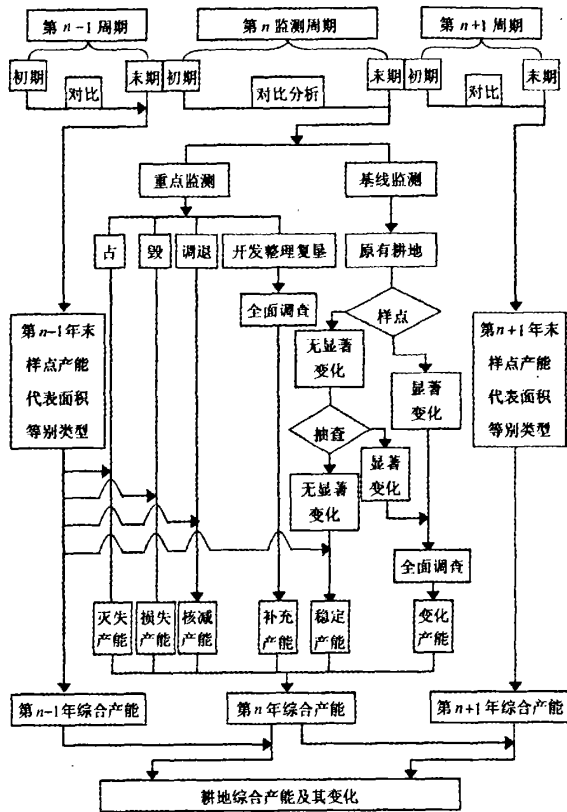 第n-1周期
第n监测周期
第n+1周期
初期
末期
初期
末期
初期
末期
对比
对比分析
对比
重点监测
基线监测
占
毁
调退
开发整理复垦
原有耕地
全面调查
样点
第n-1年末
样点产能
代表面积
等别类型
无显著
变化
显著
变化
第n+1年末
样点产能
代表面积
等别类型
抽查
显著
变化
无显著
变化
全面调查
灭失
产能
损失
产能
核减
产能
补充
产能
稳定
产能
变化
产能
第n-1年综合产能
第n年综合产能
第n+1年综合产能
耕地综合产能及其变化